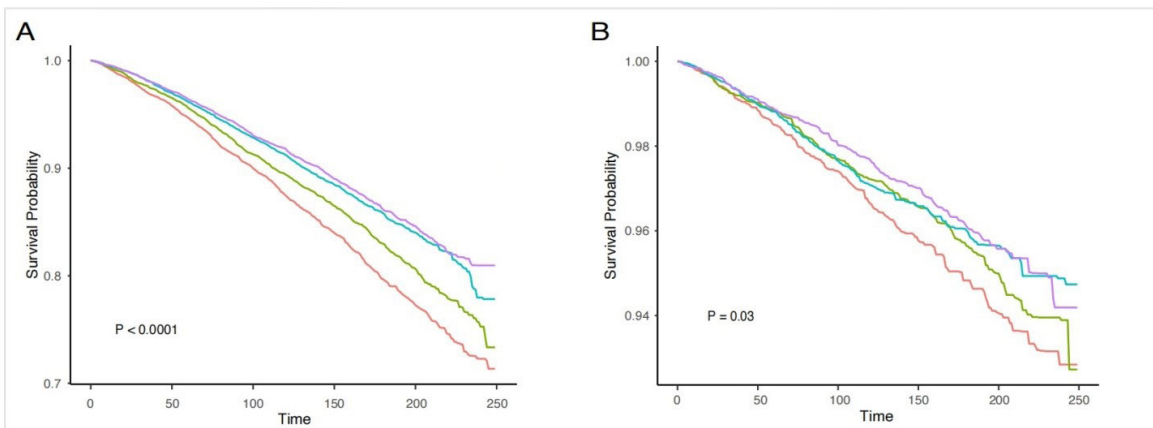 A
Survival Probability
1.0
0.9
0.8
0.7
P < 0.0001
0 50 100 150 200 250
Time
B
Survival Probability
1.00
0.98
0.96
0.94
P = 0.03
0 50 100 150 200 250
Time